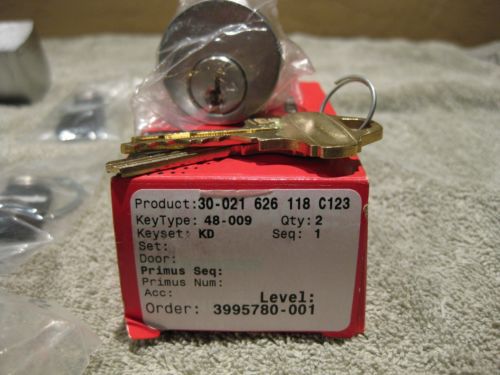 Product:30-021 626 118 C123
KeyType: 48-009 Qty: 2
Keyset: KD Seq: 1
Set:
Door:
Primus Seq:
Primus Num:
Acc: Level:
Order: 3995780-001